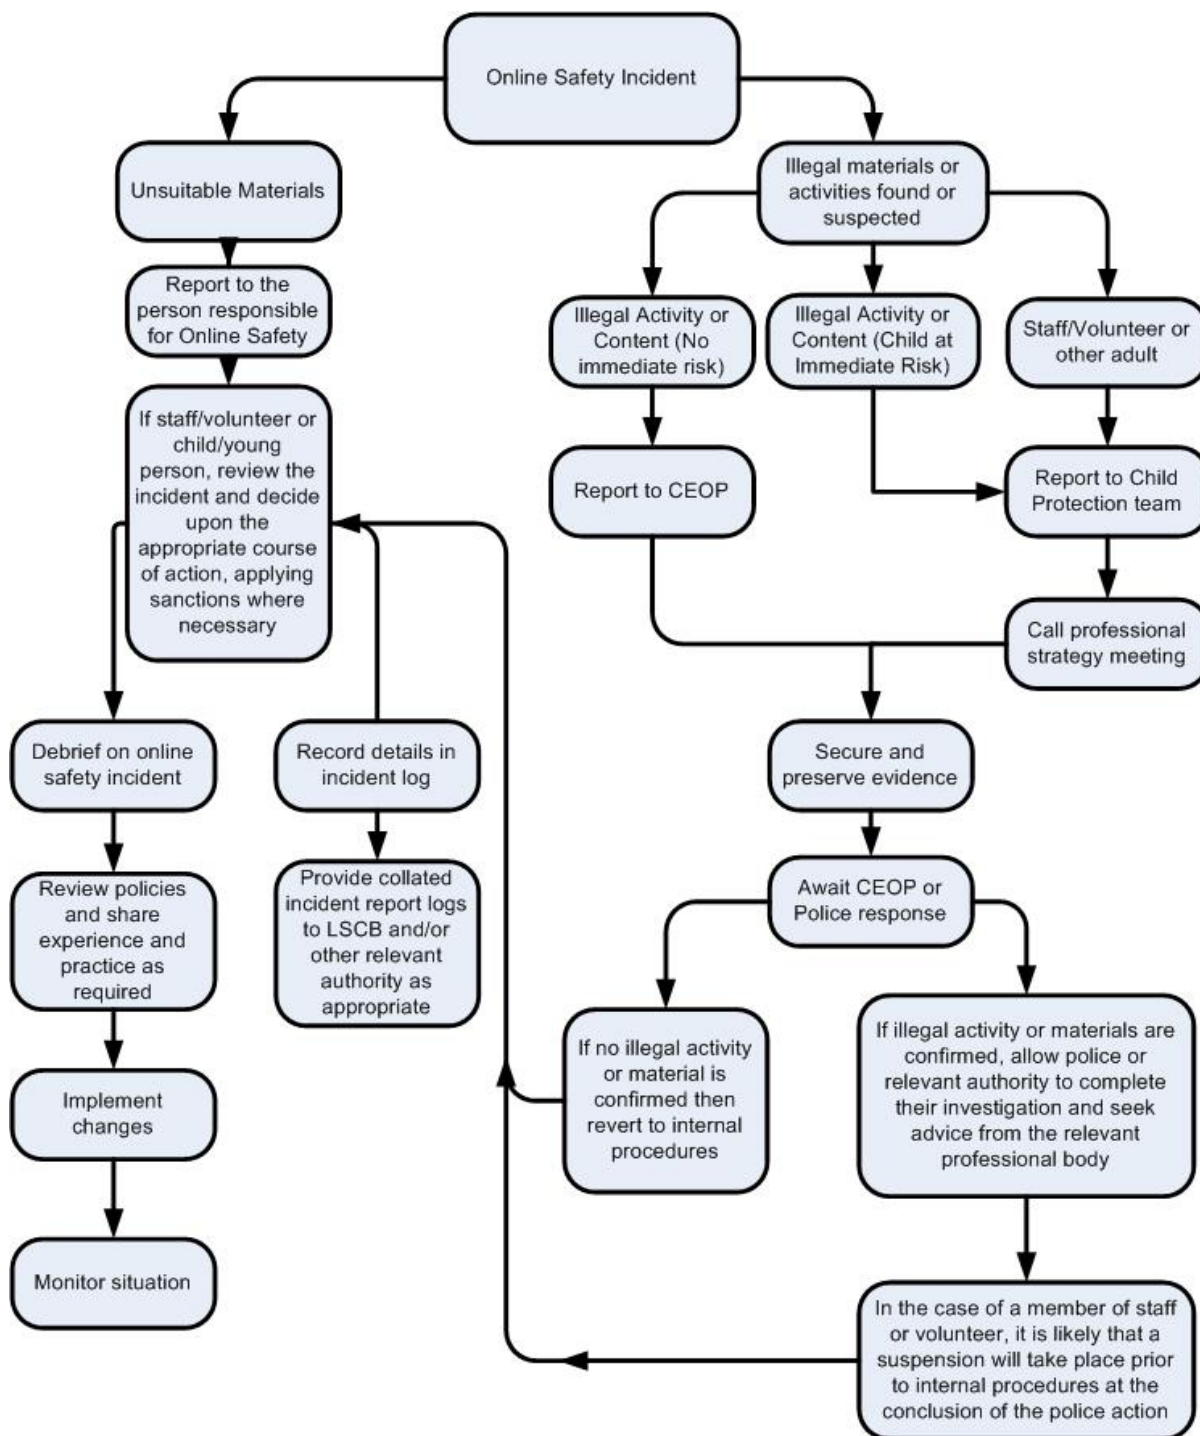 Online Safety Incident
Unsuitable Materials
Report to the
person responsible
for Online Safety
If staff/volunteer or
child/young
person, review the
incident and decide
upon the
appropriate course
of action, applying
sanctions where
necessary
Debrief on online
safety incident
Review policies
and share
experience and
practice as
required
Implement
changes
Monitor situation
Record details in
incident log
Provide collated
incident report logs
to LSCB and/or
other relevant
authority as
appropriate
Illegal materials or
activities found or
suspected
Illegal Activity or
Content (No
immediate risk)
Illegal Activity or
Content (Child at
Immediate Risk)
Staff/Volunteer or
other adult
Report to CEOP
Report to Child
Protection team
Call professional
strategy meeting
Secure and
preserve evidence
Await CEOP or
Police response
If no illegal activity
or material is
confirmed then
revert to internal
procedures
If illegal activity or materials are
confirmed, allow police or
relevant authority to complete
their investigation and seek
advice from the relevant
professional body
In the case of a member of staff
or volunteer, it is likely that a
suspension will take place prior
to internal procedures at the
conclusion of the police action